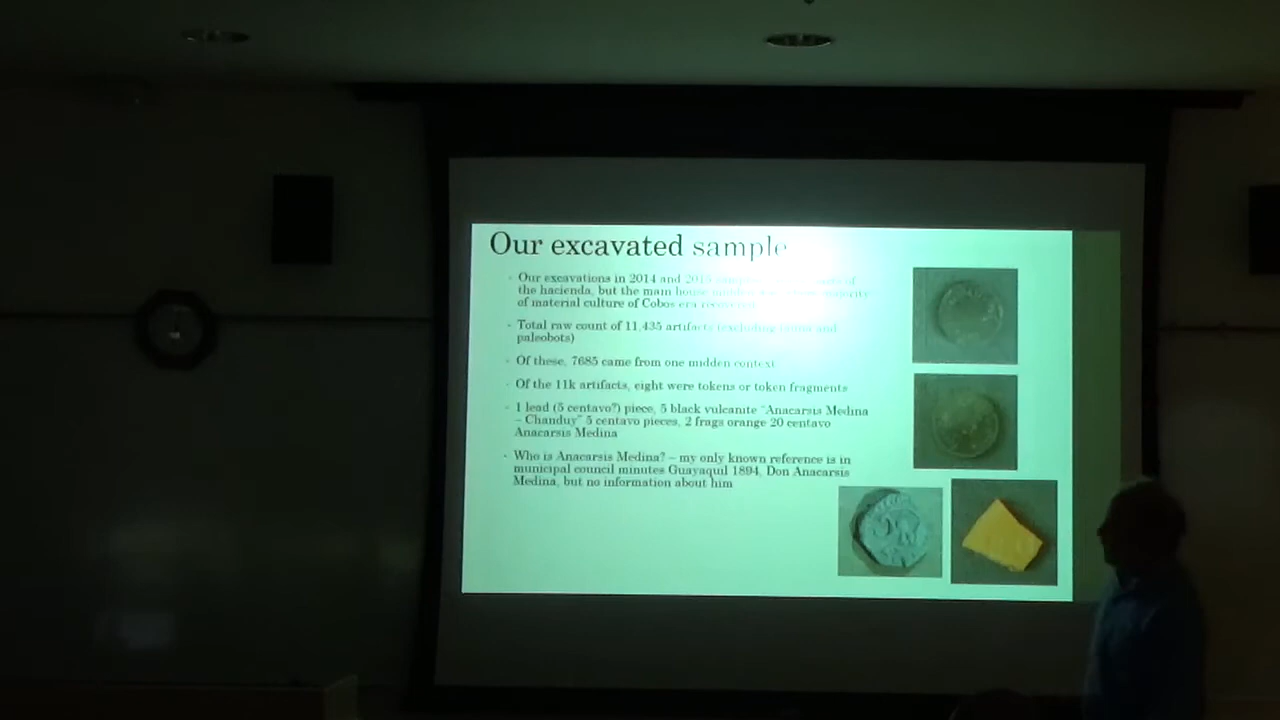 Our excavated sample
Our excavations in 2014 and
the hacienda, but the main house
of material culture of Cobos era
Total raw count of 11,435 artifacts (excluding and
paleobots)
Of these, 7685 came from one midden context
Of the 11k artifacts, eight were tokens or token fragments
1 lead (5 centavo?) piece, 5 black vulcanite "Anacarsis Medina
– Chanduy" 5 centavo pieces, 2 frags orange 20 centavo
Anacarsis Medina
Who is Anacarsis Medina? – my only known reference is in
municipal council minutes Guayaquil 1894, Don Anacarsis
Medina, but no information about him